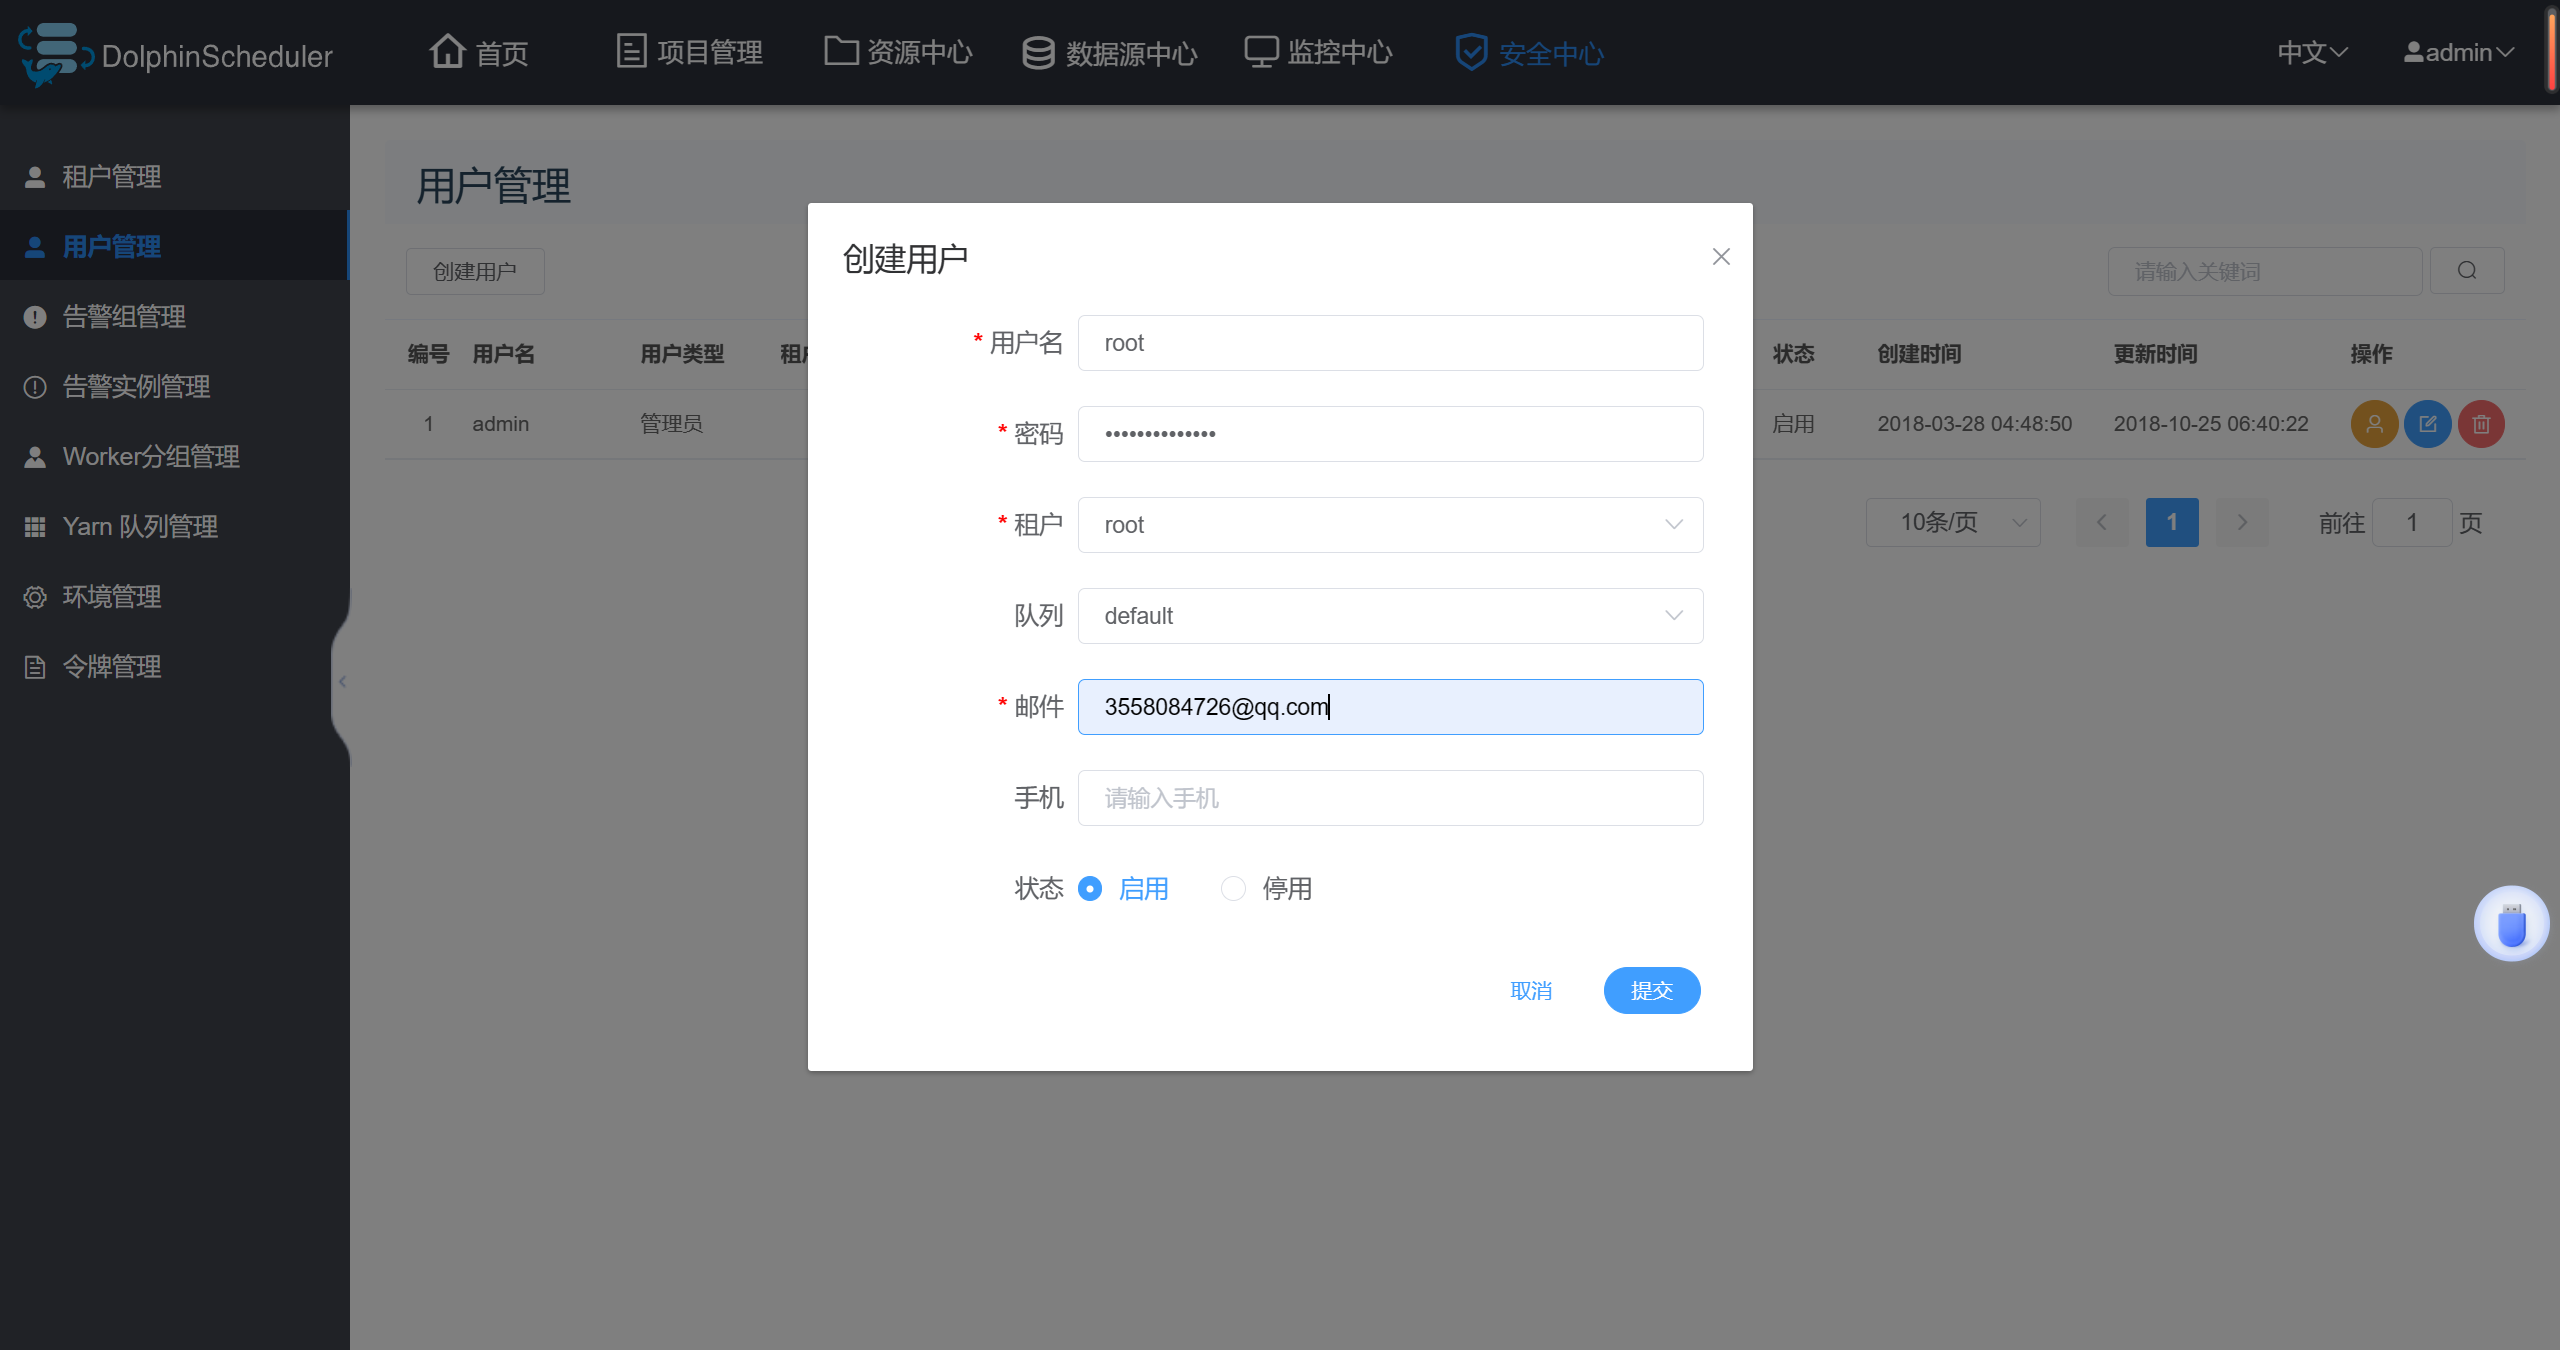 DolphinScheduler
首页
项目管理
资源中心
数据源中心
监控中心
安全中心
中文
admin
租户管理
用户管理
告警组管理
告警实例管理
Worker分组管理
Yarn 队列管理
环境管理
令牌管理
用户管理
创建用户
请输入关键词
编号 用户名 用户类型 租户 状态 创建时间 更新时间 操作
1 admin 管理员 启用 2018-03-28 04:48:50 2018-10-25 06:40:22
10条/页 1 前往 1 页
创建用户
* 用户名 root
* 密码 ••••••••••••••
* 租户 root
队列 default
* 邮件 3558084726@qq.com
手机 请输入手机
状态 启用 停用
取消 提交